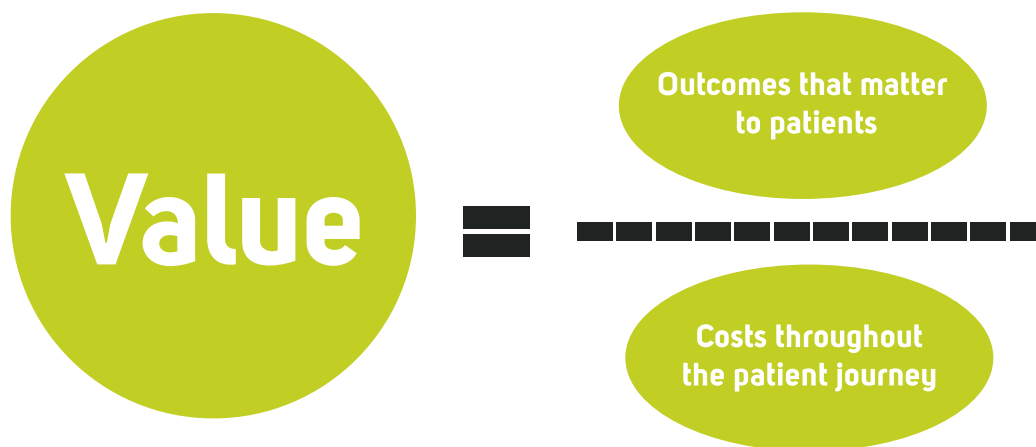 Value
=
Outcomes that matter
to patients
Costs throughout
the patient journey